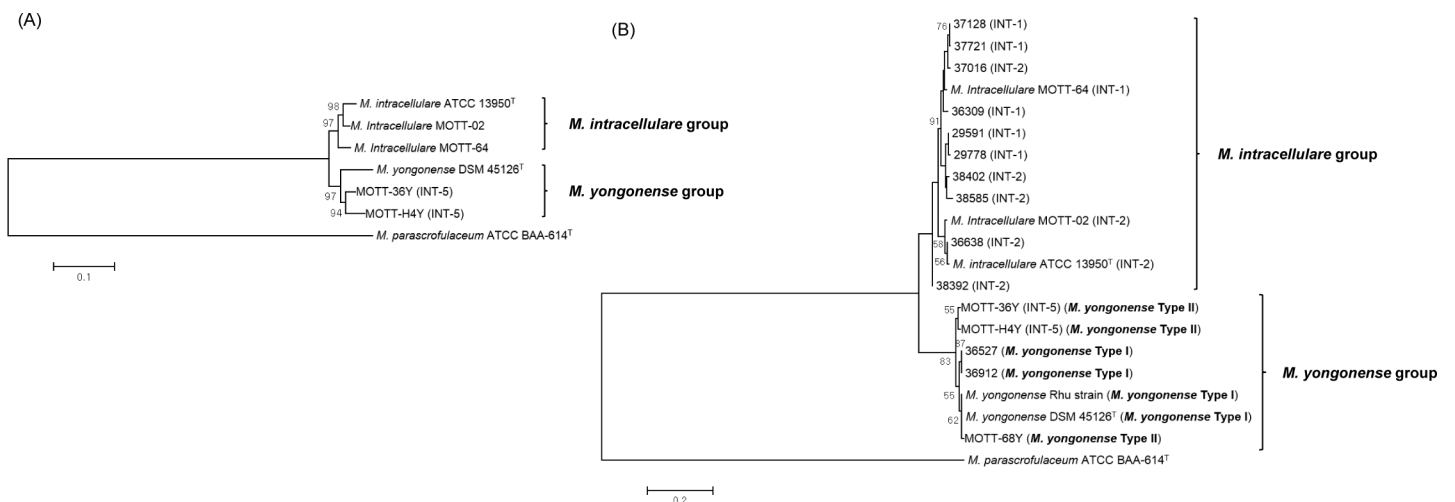 (A)
98
M. intracellulare ATCC 13950T
97
M. Intracellulare MOTT-02
M. Intracellulare MOTT-64
M. intracellulare group
M. yongonense DSM 45126T
97
MOTT-36Y (INT-5)
94
MOTT-H4Y (INT-5)
M. yongonense group
M. parascrofulaceum ATCC BAA-614T
0.1
(B)
76
37128 (INT-1)
37721 (INT-1)
37016 (INT-2)
M. Intracellulare MOTT-64 (INT-1)
36309 (INT-1)
91
29591 (INT-1)
29778 (INT-1)
38402 (INT-2)
38585 (INT-2)
M. Intracellulare MOTT-02 (INT-2)
58
36638 (INT-2)
56
M. intracellulare ATCC 13950T (INT-2)
38392 (INT-2)
M. intracellulare group
55
MOTT-36Y (INT-5) (M. yongonense Type II)
MOTT-H4Y (INT-5) (M. yongonense Type II)
87
36527 (M. yongonense Type I)
83
36912 (M. yongonense Type I)
55
M. yongonense Rhu strain (M. yongonense Type I)
62
M. yongonense DSM 45126T (M. yongonense Type I)
MOTT-68Y (M. yongonense Type II)
M. yongonense group
M. parascrofulaceum ATCC BAA-614T
0.2